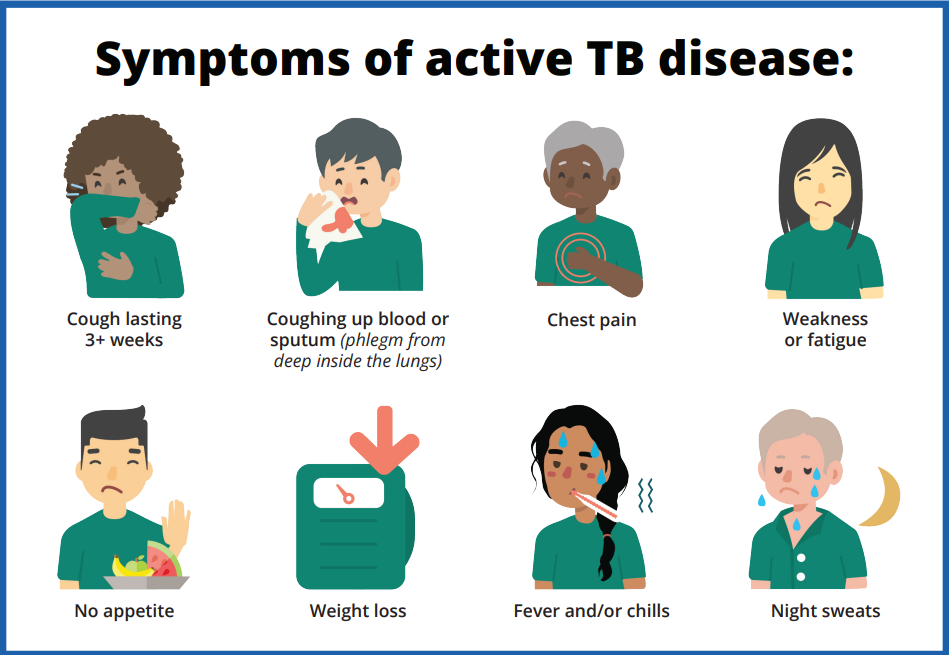 Symptoms of active TB disease:
Cough lasting
3+ weeks
Coughing up blood or
sputum (phlegm from
deep inside the lungs)
Chest pain
Weakness
or fatigue
No appetite
Weight loss
Fever and/or chills
Night sweats